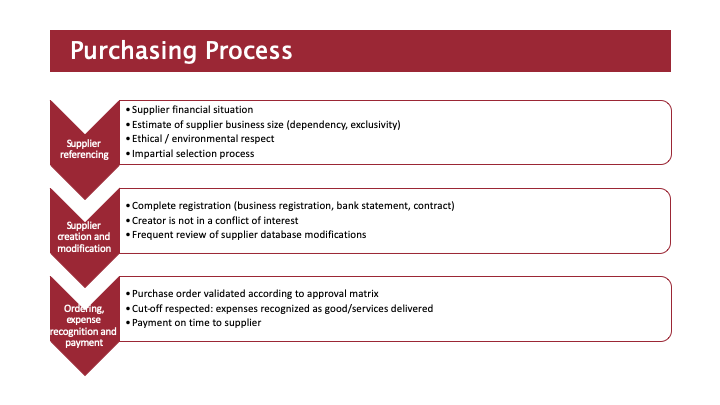 Purchasing Process
Supplier
referencing
• Supplier financial situation
• Estimate of supplier business size (dependency, exclusivity)
• Ethical / environmental respect
• Impartial selection process
Supplier
creation and
modification
• Complete registration (business registration, bank statement, contract)
• Creator is not in a conflict of interest
• Frequent review of supplier database modifications
Ordering,
expense
recognition and
payment
• Purchase order validated according to approval matrix
• Cut-off respected: expenses recognized as good/services delivered
• Payment on time to supplier